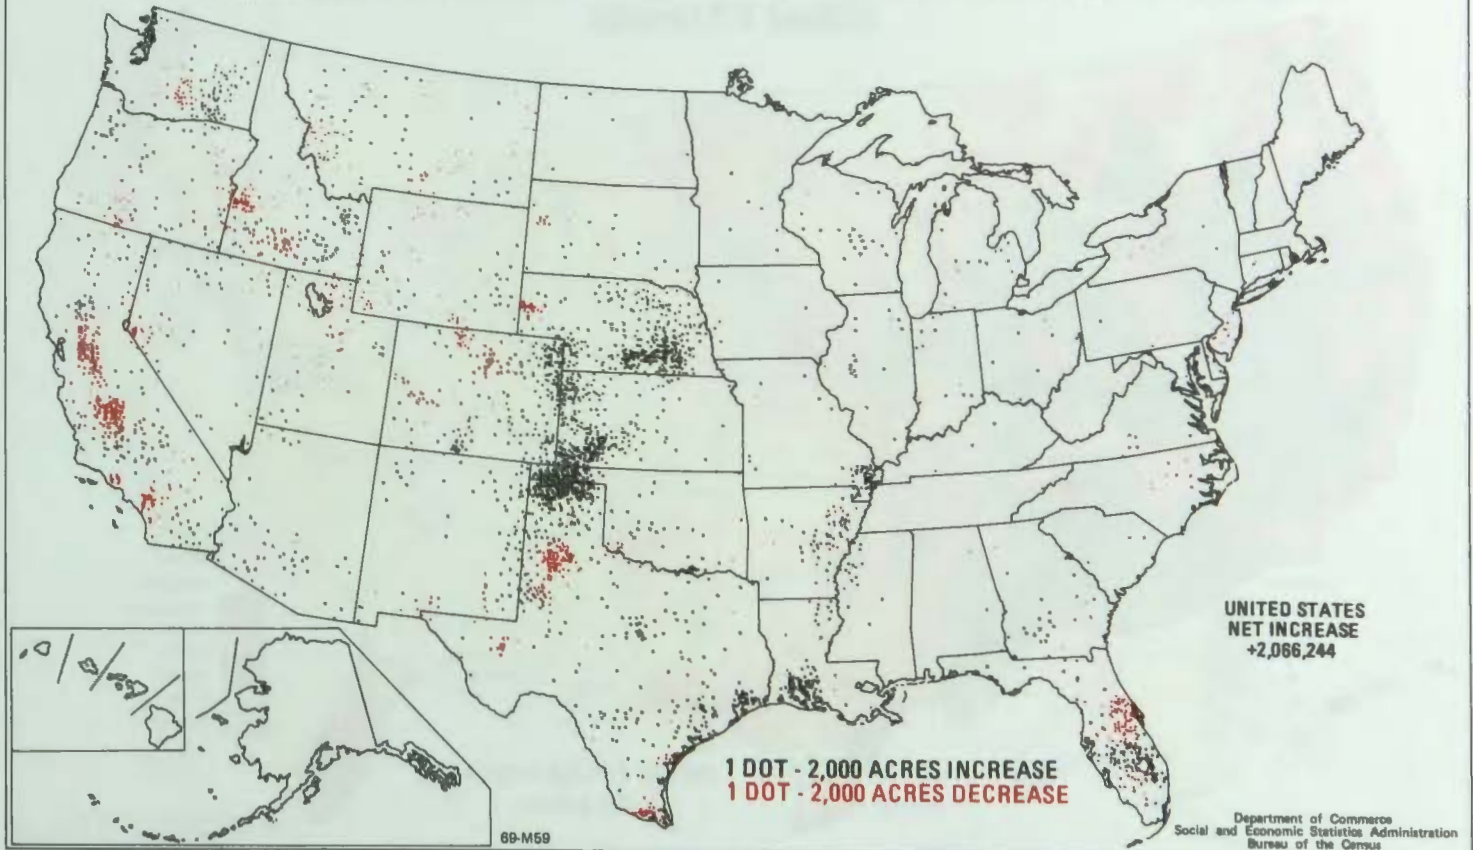 UNITED STATES
NET INCREASE
+2,066,244
1 DOT - 2,000 ACRES INCREASE
1 DOT - 2,000 ACRES DECREASE
69-M59
Department of Commerce
Social and Economic Statistics Administration
Bureau of the Census